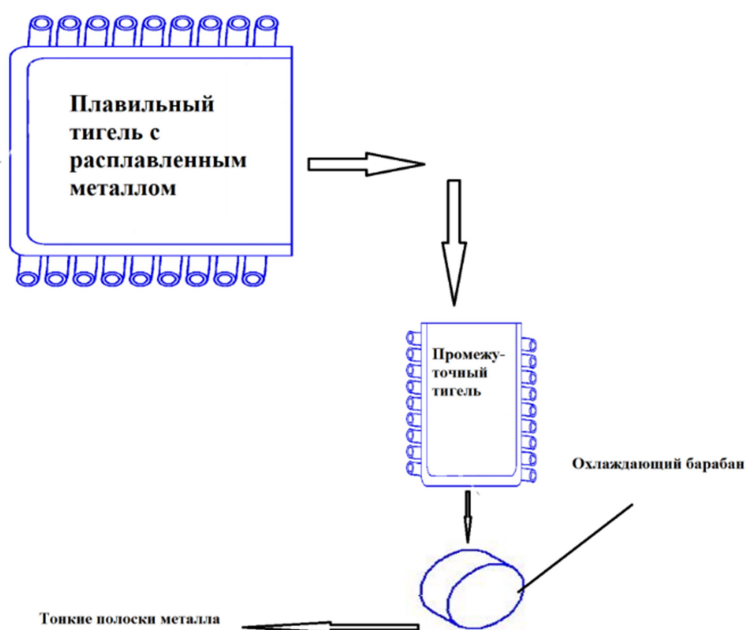 Плавильный
тигель с
расплавленным
металлом
Промежу-
точный
тигель
Охлаждающий барабан
Тонкие полоски металла